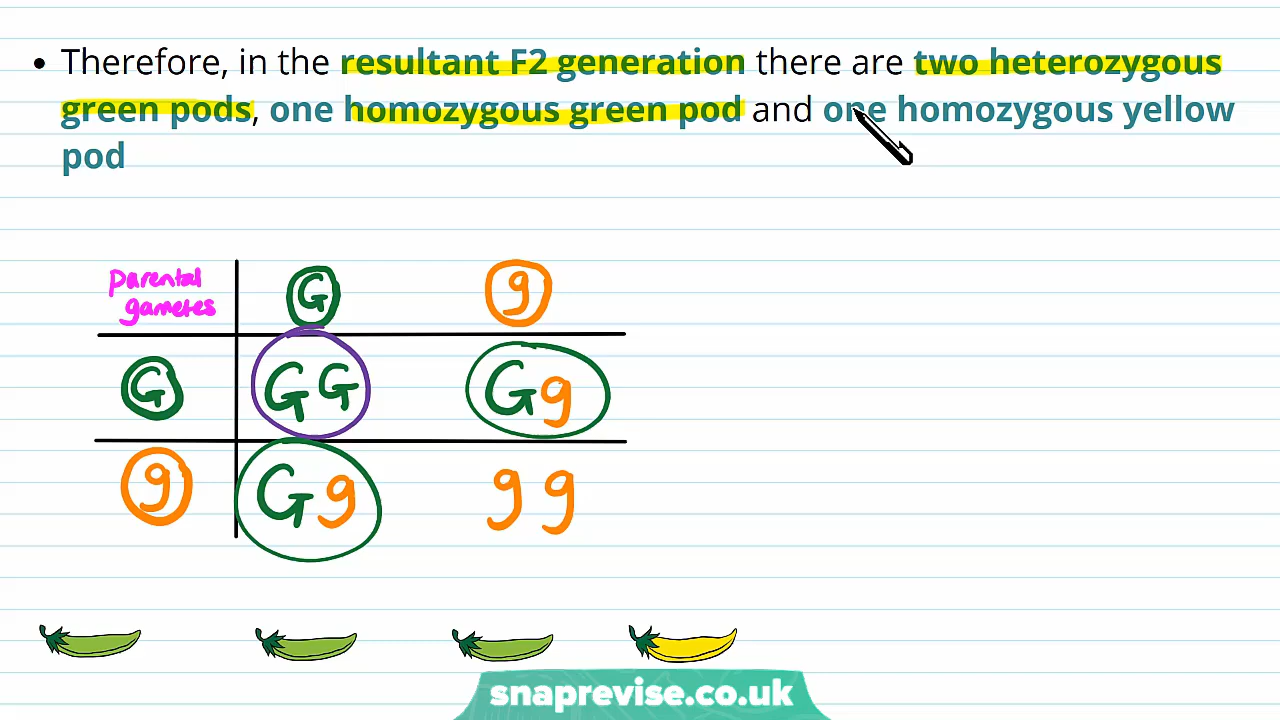 • Therefore, in the resultant F2 generation there are two heterozygous
green pods, one homozygous green pod and one homozygous yellow
pod
parental
gametes
G g
G GG Gg
g Gg gg
snaprevise.co.uk